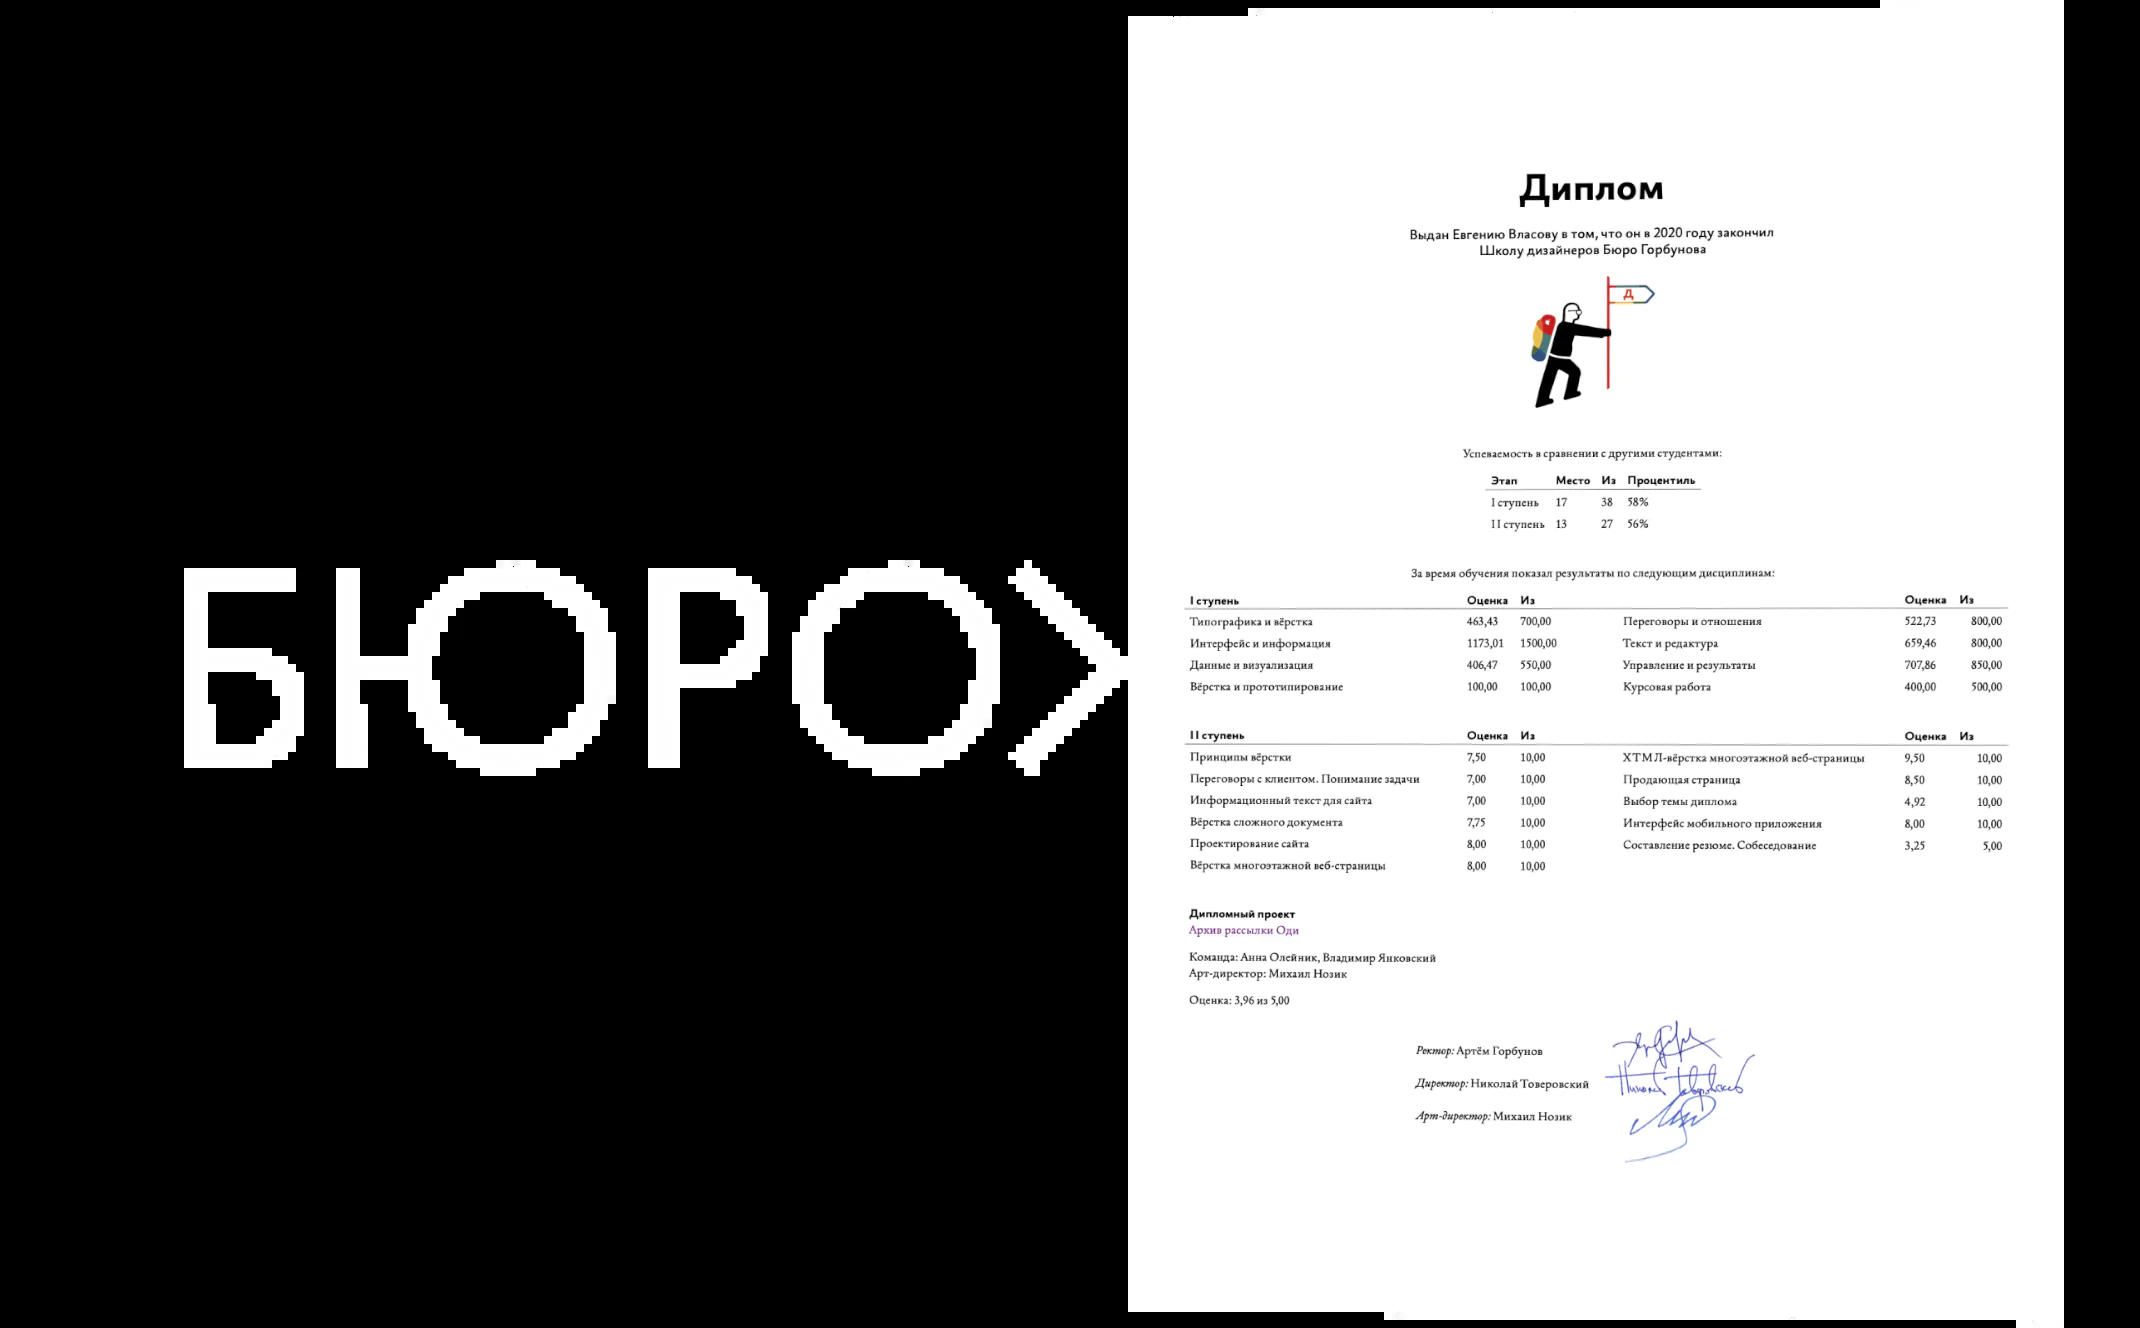 БЮРО>
Диплом
Выдан Евгению Власову в том, что он в 2020 году закончил
Школу дизайнеров Бюро Горбунова
Д
Успеваемость в сравнении с другими студентами:
Этап Место Из Процентиль
I ступень 17 38 58%
II ступень 13 27 56%
За время обучения показал результаты по следующим дисциплинам:
I ступень Оценка Из Оценка Из
Типографика и вёрстка 463,43 700,00 Переговоры и отношения 522,73 800,00
Интерфейс и информация 1173,01 1500,00 Текст и редактура 659,46 800,00
Данные и визуализация 406,47 550,00 Управление и результаты 707,86 850,00
Вёрстка и прототипирование 100,00 100,00 Курсовая работа 400,00 500,00
II ступень Оценка Из Оценка Из
Принципы вёрстки 7,50 10,00 ХТМЛ-вёрстка многоэтажной веб-страницы 9,50 10,00
Переговоры с клиентом. Понимание задачи 7,00 10,00 Продающая страница 8,50 10,00
Информационный текст для сайта 7,00 10,00 Выбор темы диплома 4,92 10,00
Вёрстка сложного документа 7,75 10,00 Интерфейс мобильного приложения 8,00 10,00
Проектирование сайта 8,00 10,00 Составление резюме. Собеседование 3,25 5,00
Вёрстка многоэтажной веб-страницы 8,00 10,00
Дипломный проект
Архив рассылки Оди
Команда: Анна Олейник, Владимир Янковский
Арт-директор: Михаил Нозик
Оценка: 3,96 из 5,00
Ректор: Артём Горбунов
Директор: Николай Товеровский
Арт-директор: Михаил Нозик